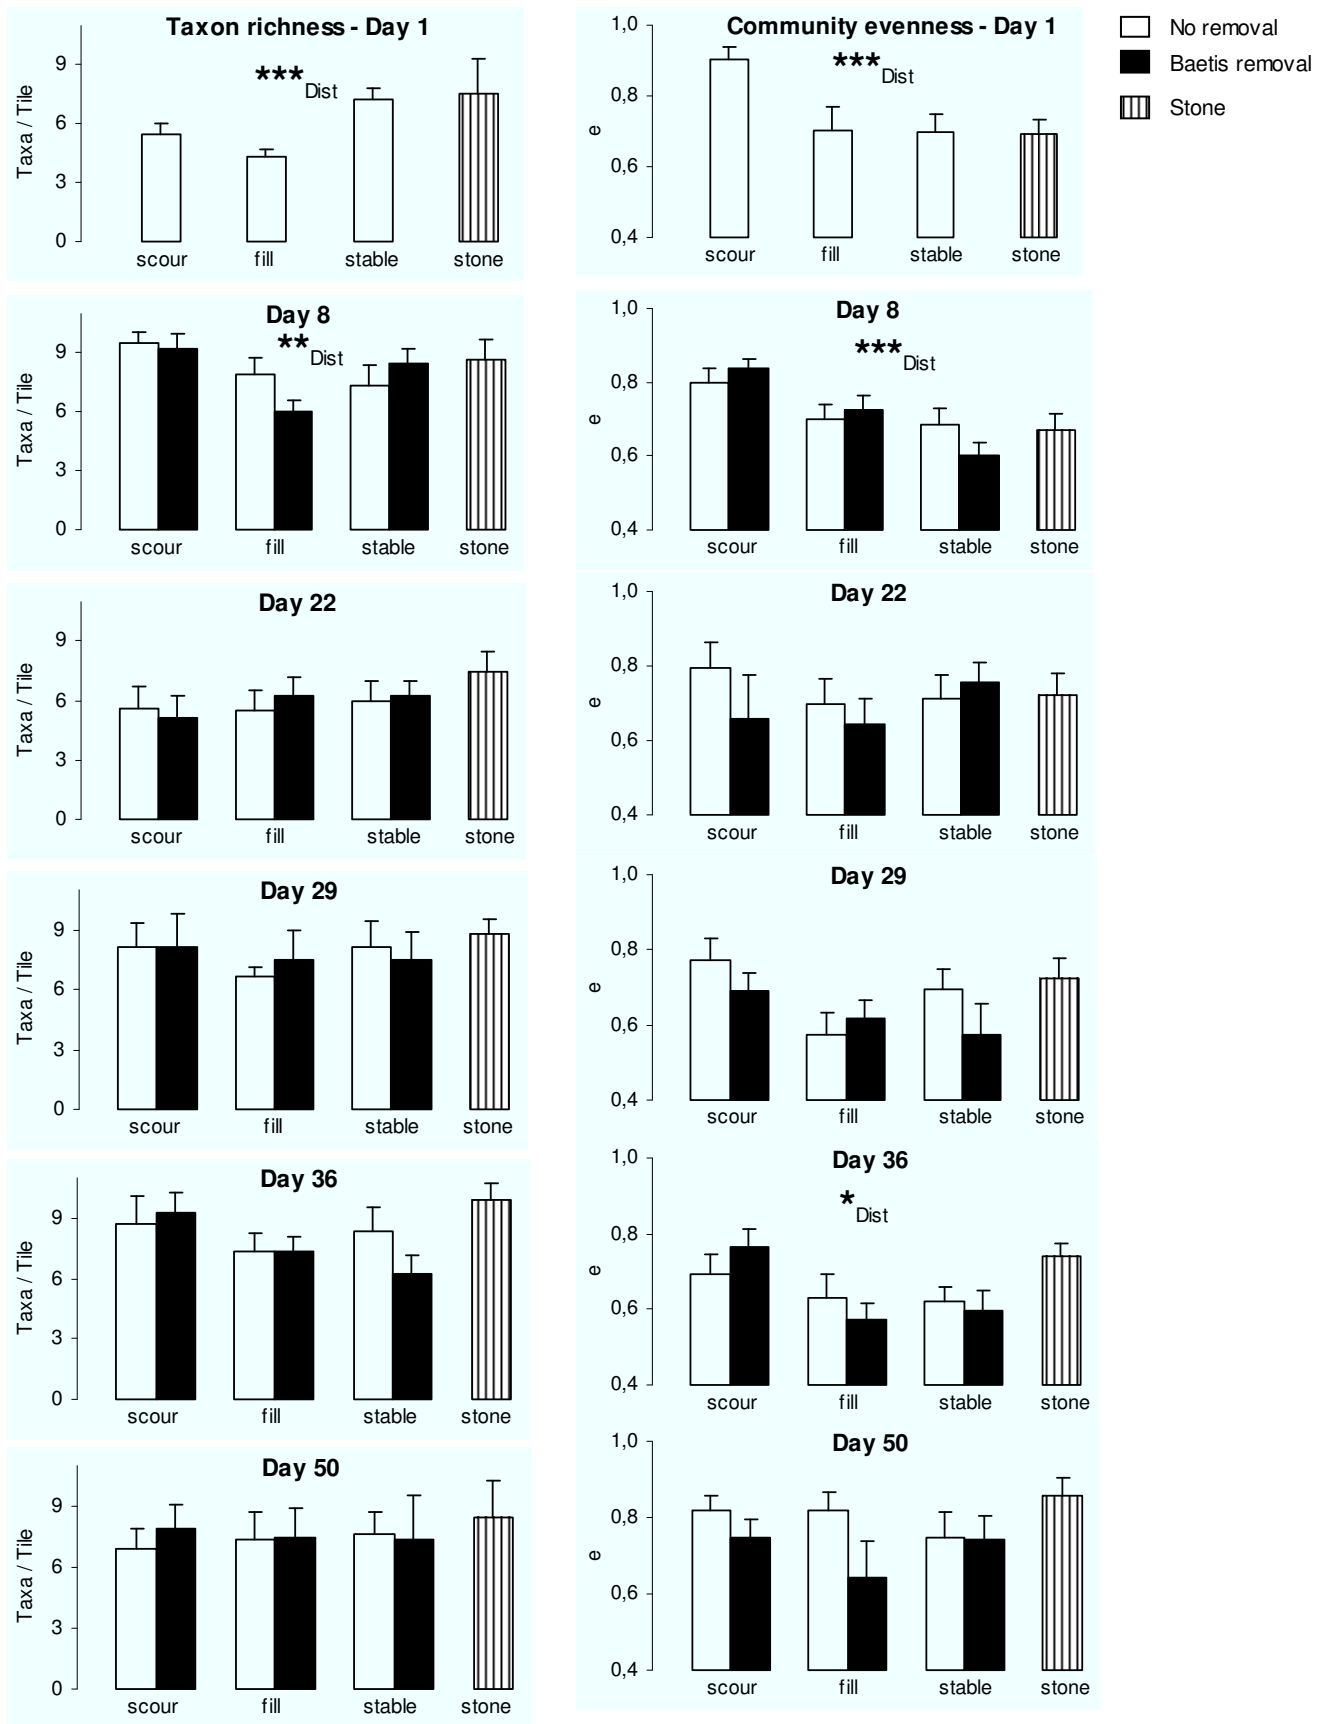 Taxon richness - Day 1
Taxa / Tile
9
6
3
0
***Dist
scour fill stable stone
Community evenness - Day 1
e
1,0
0,8
0,6
0,4
***Dist
scour fill stable stone
No removal
Baetis removal
Stone
Day 8
Taxa / Tile
9
6
3
0
**Dist
scour fill stable stone
Day 8
e
1,0
0,8
0,6
0,4
***Dist
scour fill stable stone
Day 22
Taxa / Tile
9
6
3
0
scour fill stable stone
Day 22
e
1,0
0,8
0,6
0,4
scour fill stable stone
Day 29
Taxa / Tile
9
6
3
0
scour fill stable stone
Day 29
e
1,0
0,8
0,6
0,4
scour fill stable stone
Day 36
Taxa / Tile
9
6
3
0
scour fill stable stone
Day 36
e
1,0
0,8
0,6
0,4
*Dist
scour fill stable stone
Day 50
Taxa / Tile
9
6
3
0
scour fill stable stone
Day 50
e
1,0
0,8
0,6
0,4
scour fill stable stone